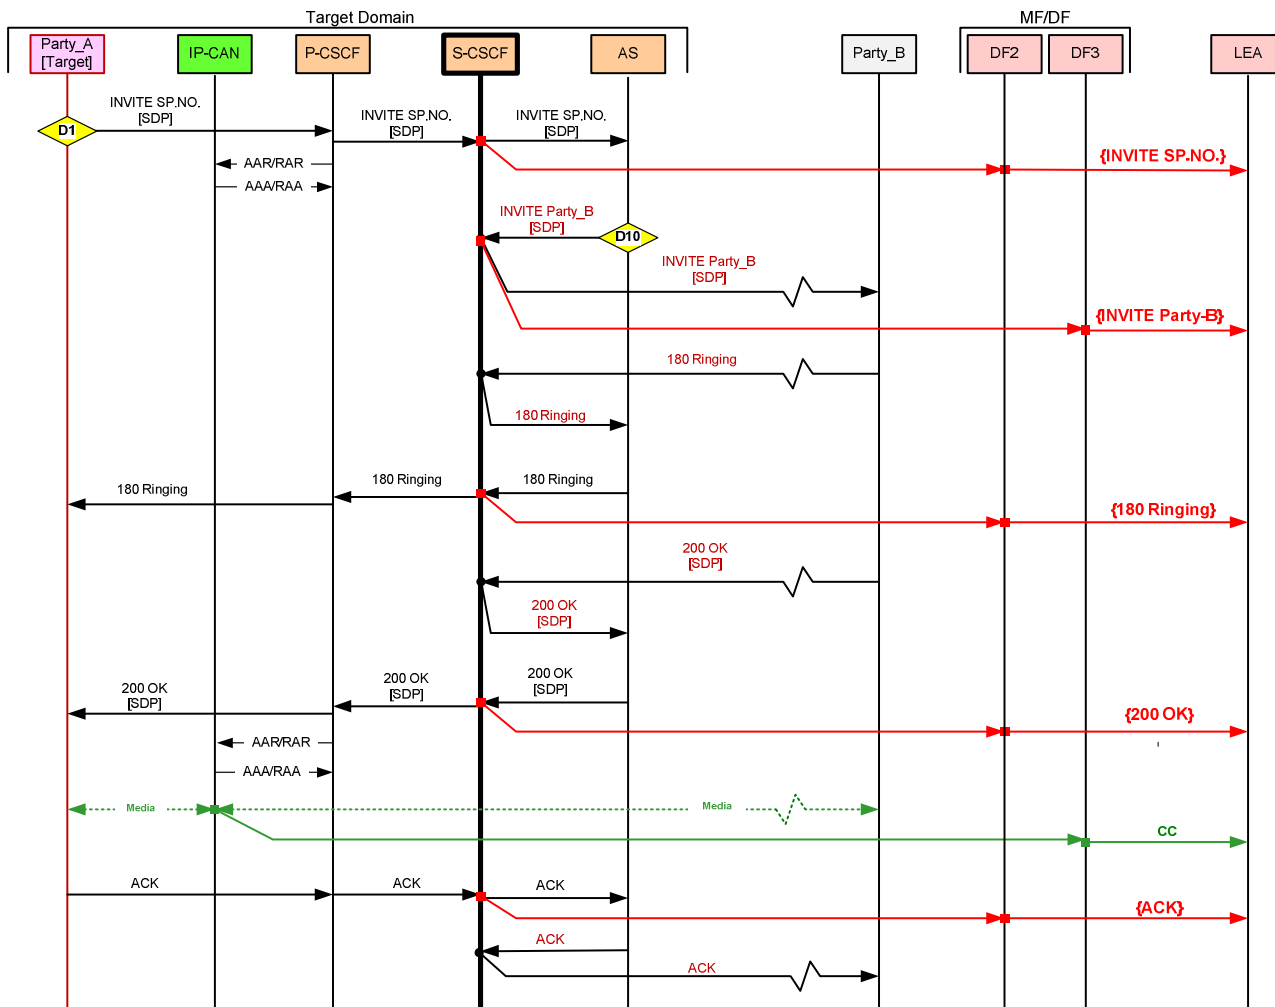 Target Domain
MF/DF
Party_A
[Target]
IP-CAN
P-CSCF
S-CSCF
AS
Party_B
DF2
DF3
LEA
INVITE SP.NO.
[SDP]
INVITE SP.NO.
[SDP]
INVITE SP.NO.
[SDP]
D1
{INVITE SP.NO.}
AAR/RAR
AAA/RAA
INVITE Party_B
[SDP]
D10
INVITE Party_B
[SDP]
{INVITE Party-B}
180 Ringing
180 Ringing
180 Ringing
180 Ringing
180 Ringing
{180 Ringing}
200 OK
[SDP]
200 OK
[SDP]
200 OK
[SDP]
200 OK
[SDP]
200 OK
[SDP]
{200 OK}
AAR/RAR
AAA/RAA
Media
Media
CC
ACK
ACK
ACK
{ACK}
ACK
ACK